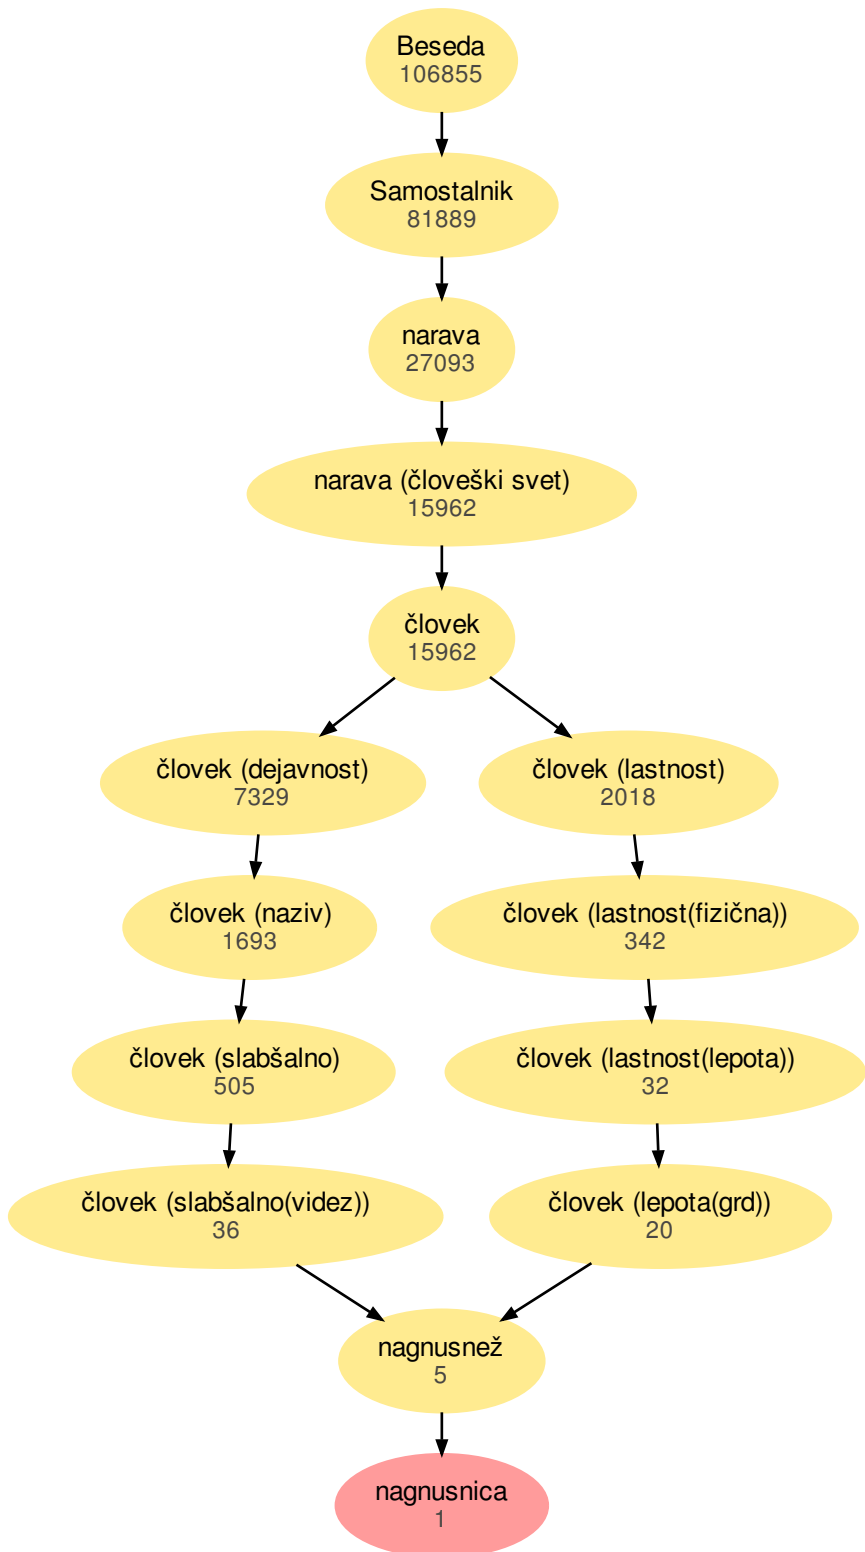 Beseda
106855
Samostalnik
81889
narava
27093
narava (človeški svet)
15962
človek
15962
človek (dejavnost)
7329
človek (lastnost)
2018
človek (naziv)
1693
človek (lastnost(fizična))
342
človek (slabšalno)
505
človek (lastnost(lepota))
32
človek (slabšalno(videz))
36
človek (lepota(grd))
20
nagnusnež
5
nagnusnica
1